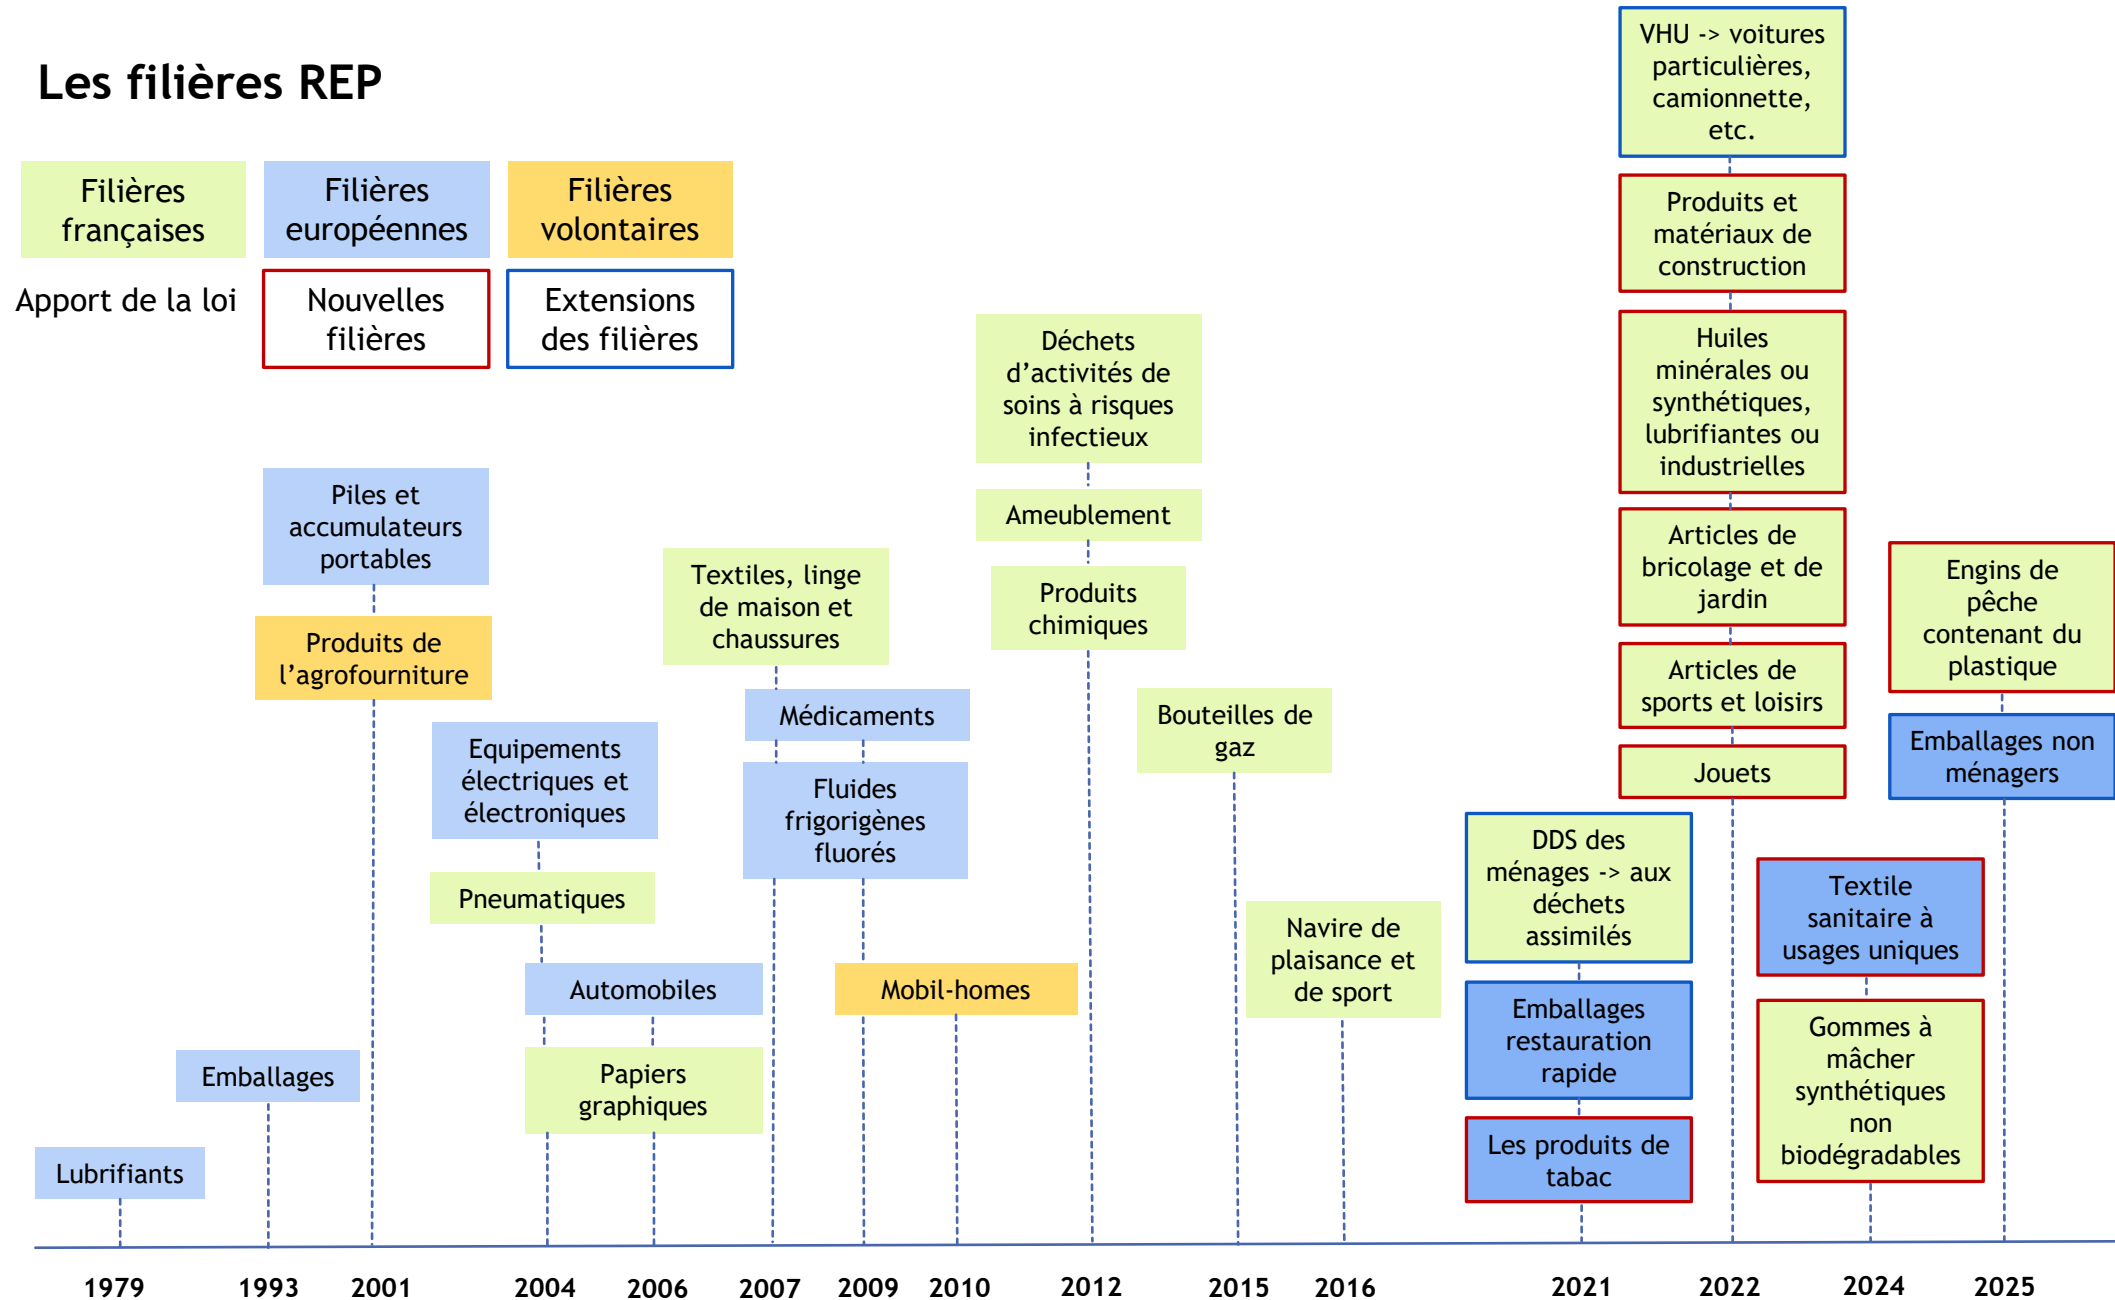 Les filières REP
Filières
françaises
Filières
européennes
Filières
volontaires
Apport de la loi
Nouvelles
filières
Extensions
des filières
Lubrifiants
Emballages
Piles et
accumulateurs
portables
Produits de
l’agrofourniture
Equipements
électriques et
électroniques
Pneumatiques
Automobiles
Papiers
graphiques
Textiles, linge
de maison et
chaussures
Médicaments
Fluides
frigorigènes
fluorés
Mobil-homes
Déchets
d’activités de
soins à risques
infectieux
Ameublement
Produits
chimiques
Bouteilles de
gaz
Navire de
plaisance et
de sport
DDS des
ménages -> aux
déchets
assimilés
Emballages
restauration
rapide
Les produits de
tabac
VHU -> voitures
particulières,
camionnette,
etc.
Produits et
matériaux de
construction
Huiles
minérales ou
synthétiques,
lubrifiantes ou
industrielles
Articles de
bricolage et de
jardin
Articles de
sports et loisirs
Jouets
Textile
sanitaire à
usages uniques
Gommes à
mâcher
synthétiques
non
biodégradables
Engins de
pêche
contenant du
plastique
Emballages non
ménagers
1979 1993 2001 2004 2006 2007 2009 2010 2012 2015 2016 2021 2022 2024 2025